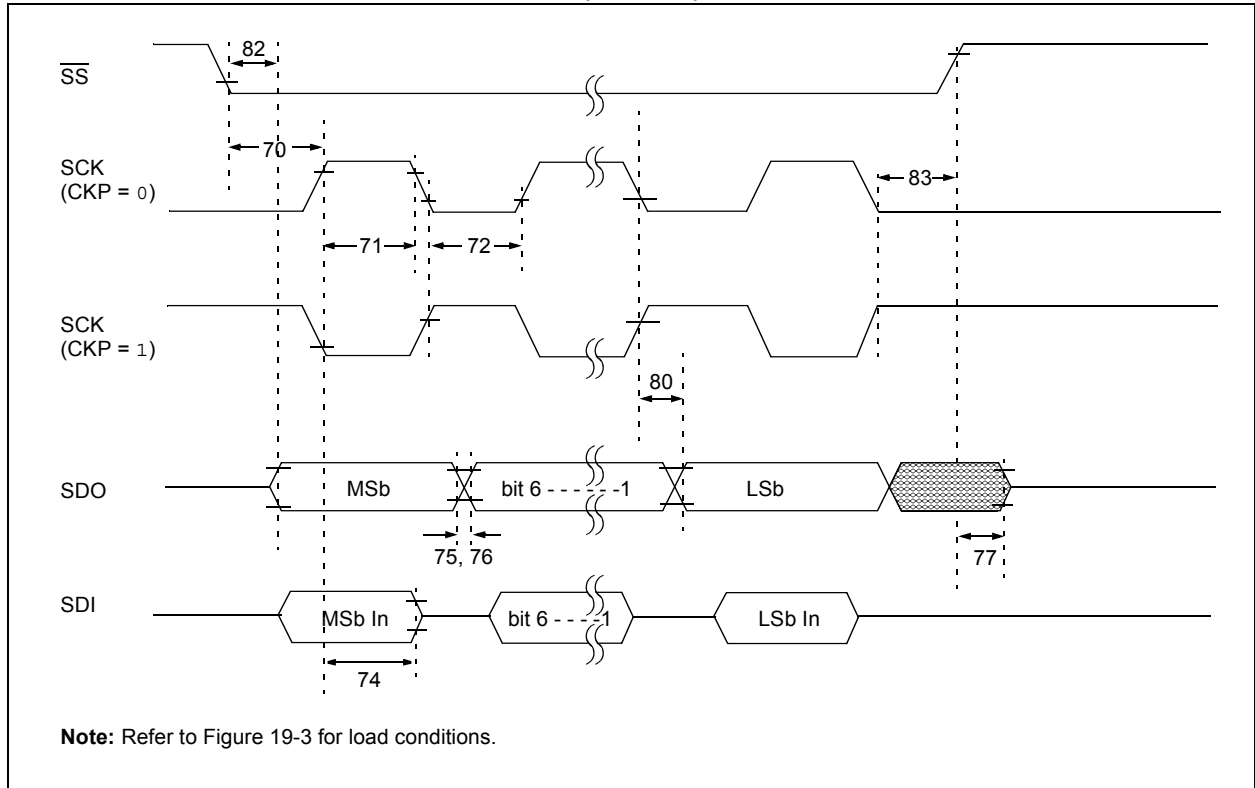 82
SS
70
SCK
(CKP = 0)
83
71
72
SCK
(CKP = 1)
80
SDO
MSb
bit 6 - - - - - -1
LSb
75, 76
77
SDI
MSb In
bit 6 - - - -1
LSb In
74
Note: Refer to Figure 19-3 for load conditions.